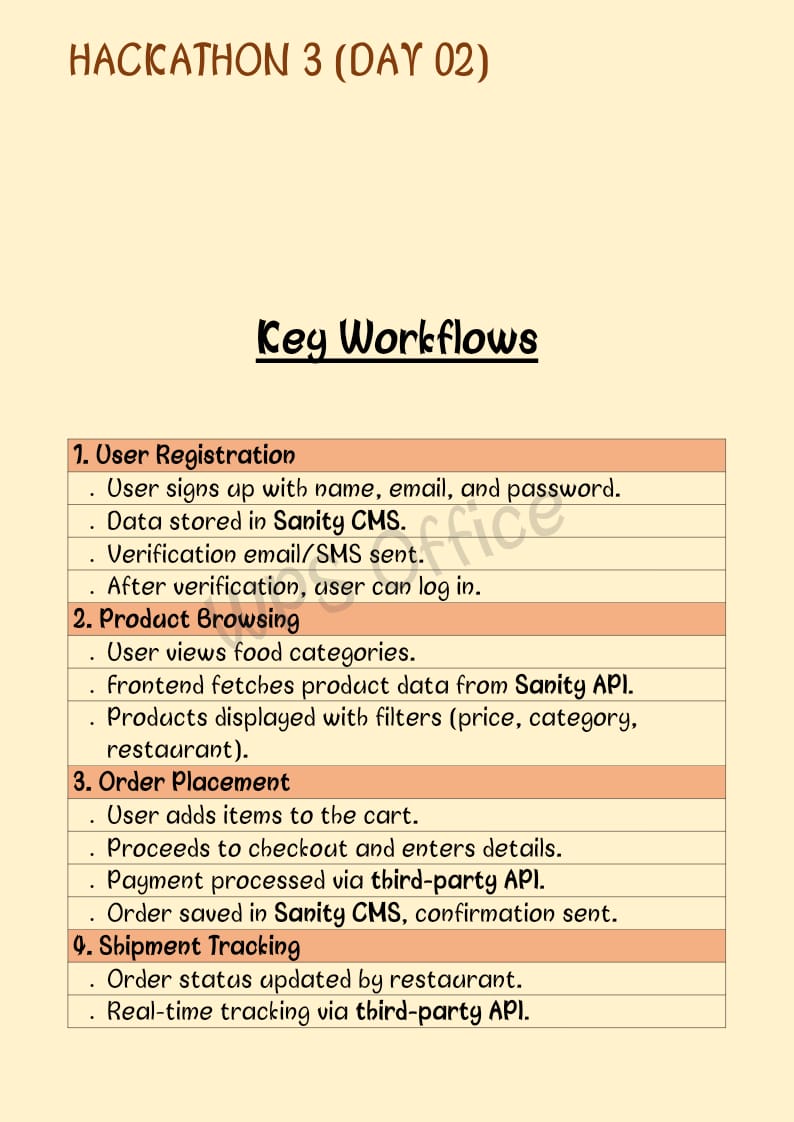 HACKATHON 3 (DAY 02)
Key Workflows
1. User Registration
. User signs up with name, email, and password.
. Data stored in Sanity CMS.
. Verification email/SMS sent.
. After verification, user can log in.
2. Product Browsing
. User views food categories.
. Frontend fetches product data from Sanity API.
. Products displayed with filters (price, category,
restaurant).
3. Order Placement
. User adds items to the cart.
. Proceeds to checkout and enters details.
. Payment processed via third-party API.
. Order saved in Sanity CMS, confirmation sent.
4. Shipment Tracking
. Order status updated by restaurant.
. Real-time tracking via third-party API.
WPS Office